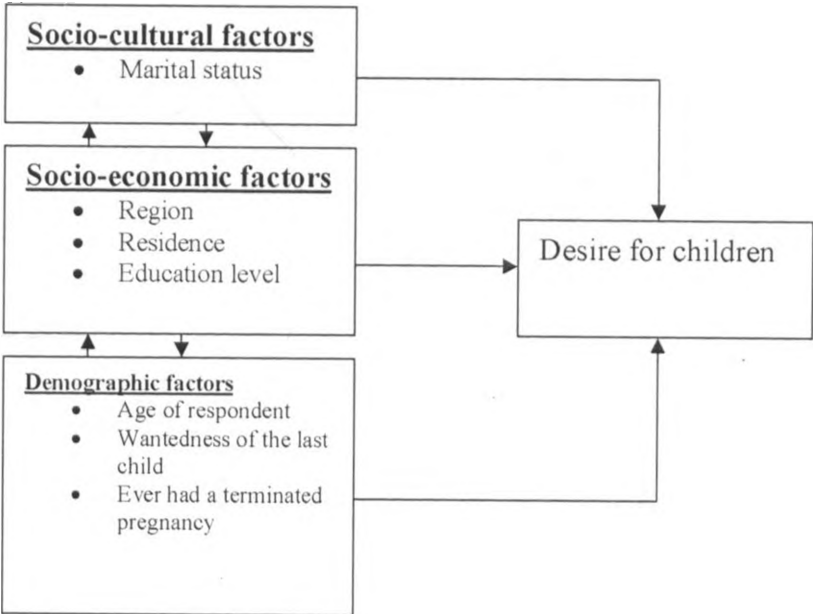 Socio-cultural factors
• Marital status
Socio-economic factors
• Region
• Residence
• Education level
Desire for children
Demographic factors
• Age of respondent
• Wantedness of the last
child
• Ever had a terminated
pregnancy